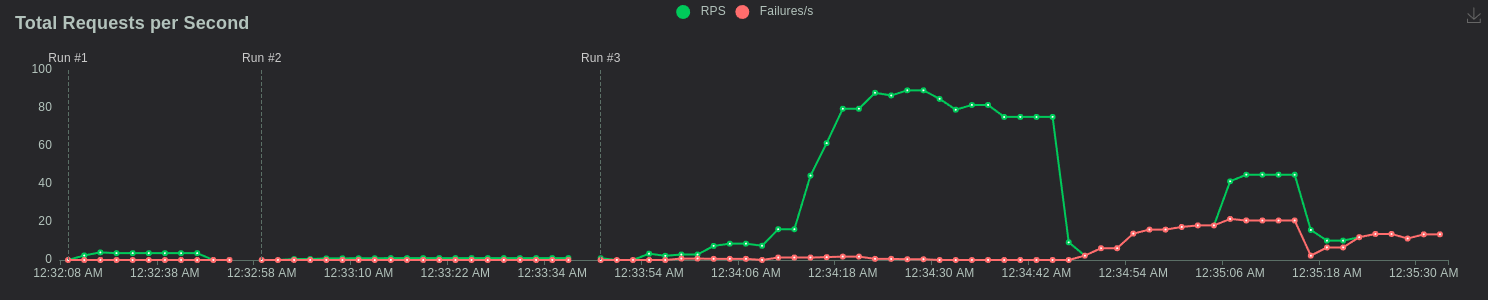 Total Requests per Second
RPS
Failures/s
Run #1
Run #2
Run #3
100
80
60
40
20
0
12:32:08 AM
12:32:38 AM
12:32:58 AM
12:33:10 AM
12:33:22 AM
12:33:34 AM
12:33:54 AM
12:34:06 AM
12:34:18 AM
12:34:30 AM
12:34:42 AM
12:34:54 AM
12:35:06 AM
12:35:18 AM
12:35:30 AM